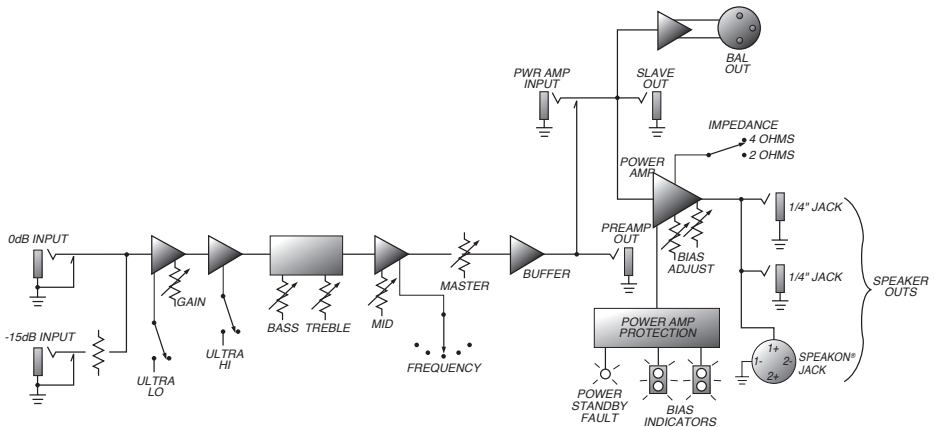 BAL
OUT
PWR AMP
INPUT
SLAVE
OUT
IMPEDANCE
4 OHMS
2 OHMS
POWER
AMP
1/4" JACK
0dB INPUT
PREAMP
OUT
BIAS
ADJUST
BUFFER
MASTER
GAIN
1/4" JACK
SPEAKER
OUTS
BASS
TREBLE
MID
-15dB INPUT
ULTRA
HI
ULTRA
LO
FREQUENCY
POWER AMP
PROTECTION
1+
1-
2-
2+
SPEAKON®
JACK
POWER
STANDBY
FAULT
BIAS
INDICATORS